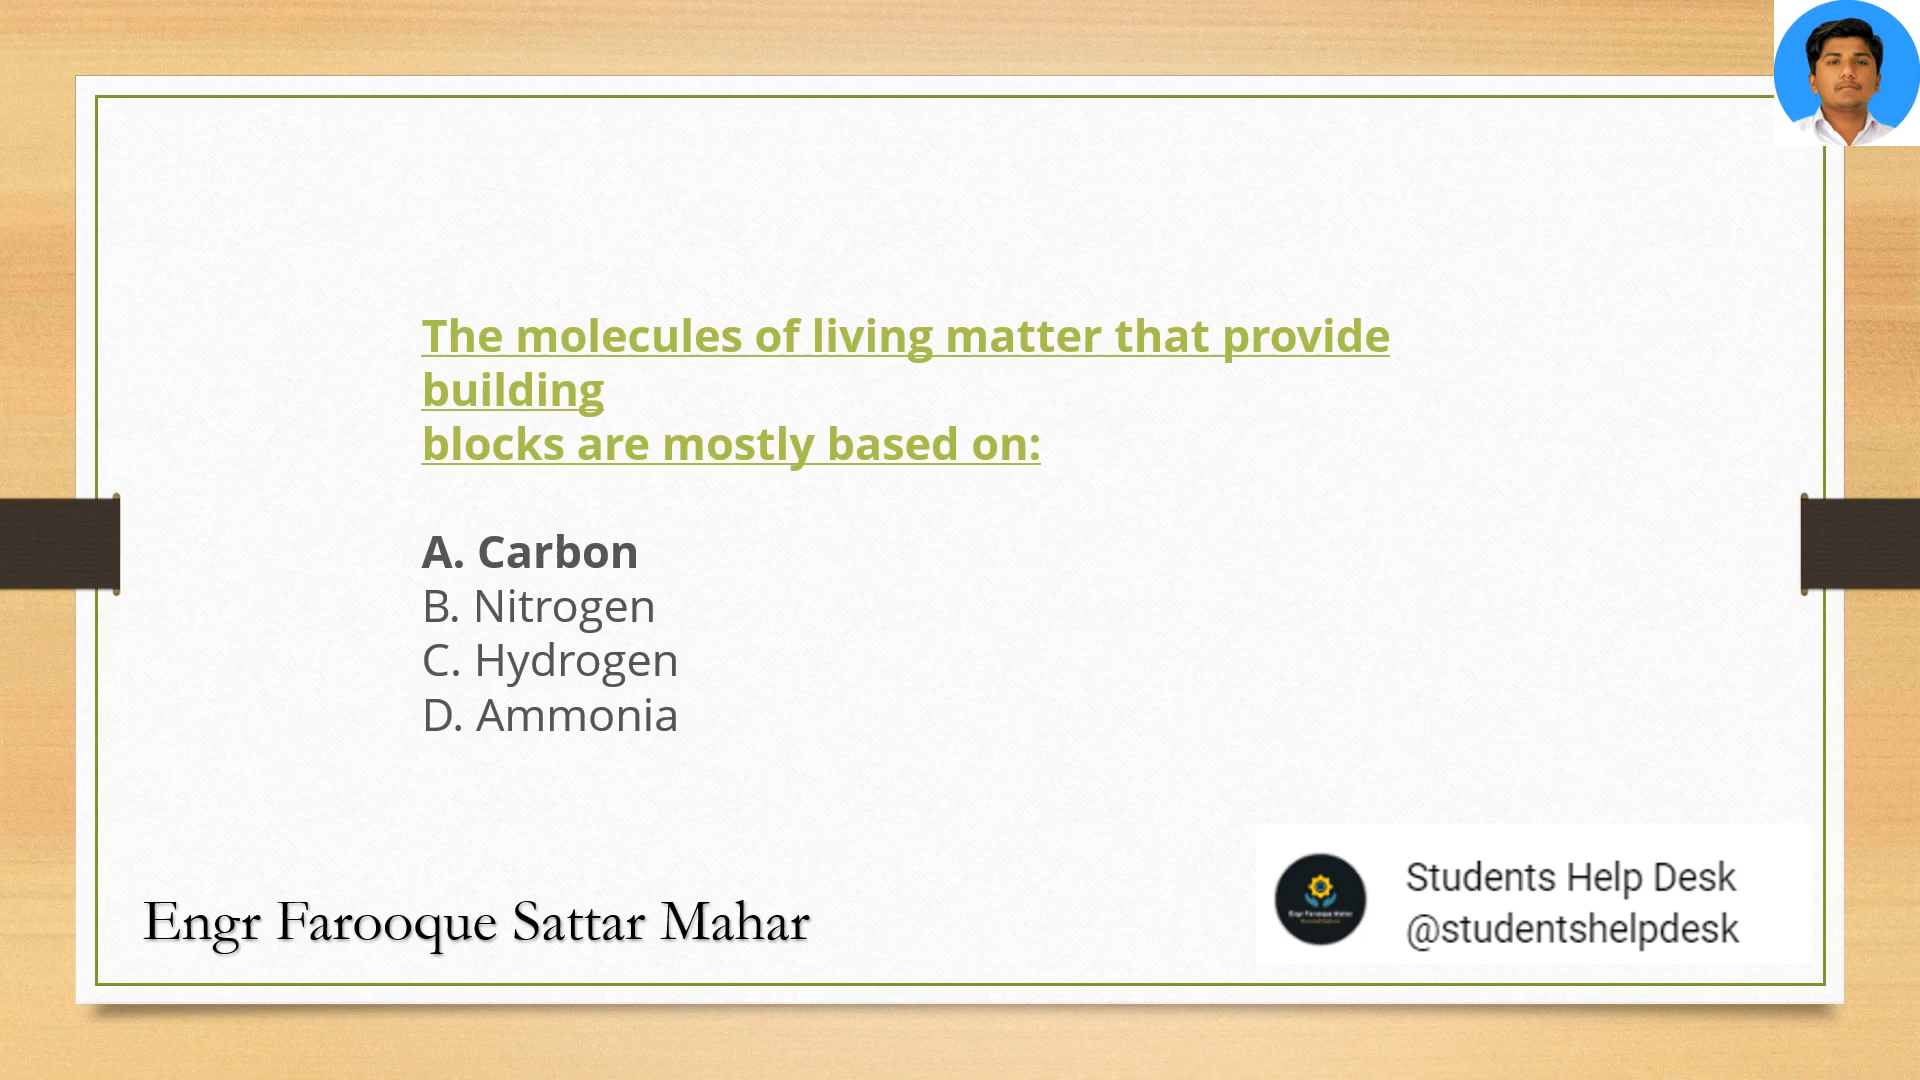 The molecules of living matter that provide
building
blocks are mostly based on:
A. Carbon
B. Nitrogen
C. Hydrogen
D. Ammonia
Engr Farooque Sattar Mahar
Students Help Desk
@studentshelpdesk